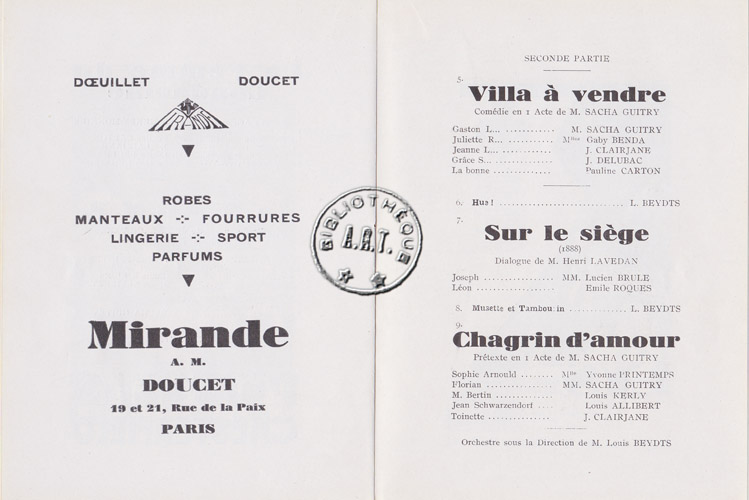 DŒUILLET DOUCET
MIRANDE
ROBES
MANTEAUX -:- FOURRURES
LINGERIE -:- SPORT
PARFUMS
Mirande
A. M.
DOUCET
19 et 21, Rue de la Paix
PARIS
BIBLIOTHÈQUE
A.R.T.
SECONDE PARTIE
5.
Villa à vendre
Comédie en 1 Acte de M. SACHA GUITRY
Gaston L... ............ M. SACHA GUITRY
Juliette R... ........... Mlles Gaby BENDA
Jeanne L... ............ J. CLAIRJANE
Grâce S... .............. J. DELUBAC
La bonne .............. Pauline CARTON
6. Hue ! ............................... L. BEYDTS
7.
Sur le siège
(1888)
Dialogue de M. Henri LAVEDAN
Joseph ................. MM. Lucien BRULE
Léon ................... Emile ROQUES
8. Musette et Tambourin .............. L. BEYDTS
9.
Chagrin d'amour
Prétexte en 1 Acte de M. SACHA GUITRY
Sophie Arnould ........ Mlle Yvonne PRINTEMPS
Florian ................ MM. SACHA GUITRY
M. Bertin .............. Louis KERLY
Jean Schwarzendorf .... Louis ALLIBERT
Toinette ............... J. CLAIRJANE
Orchestre sous la Direction de M. Louis BEYDTS